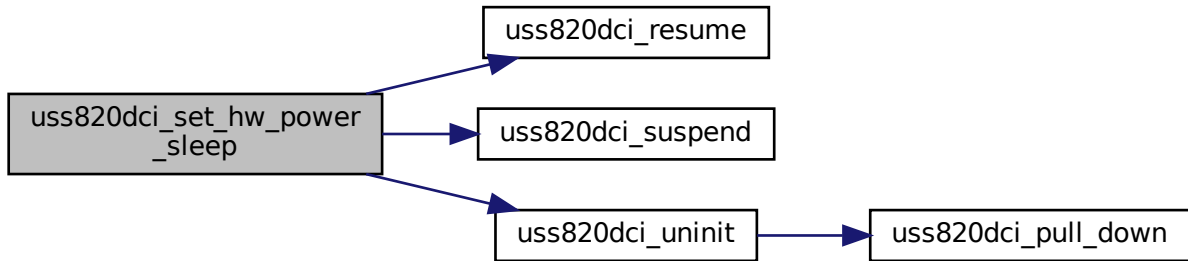 uss820dci_resume
uss820dci_set_hw_power
_sleep
uss820dci_suspend
uss820dci_uninit
uss820dci_pull_down